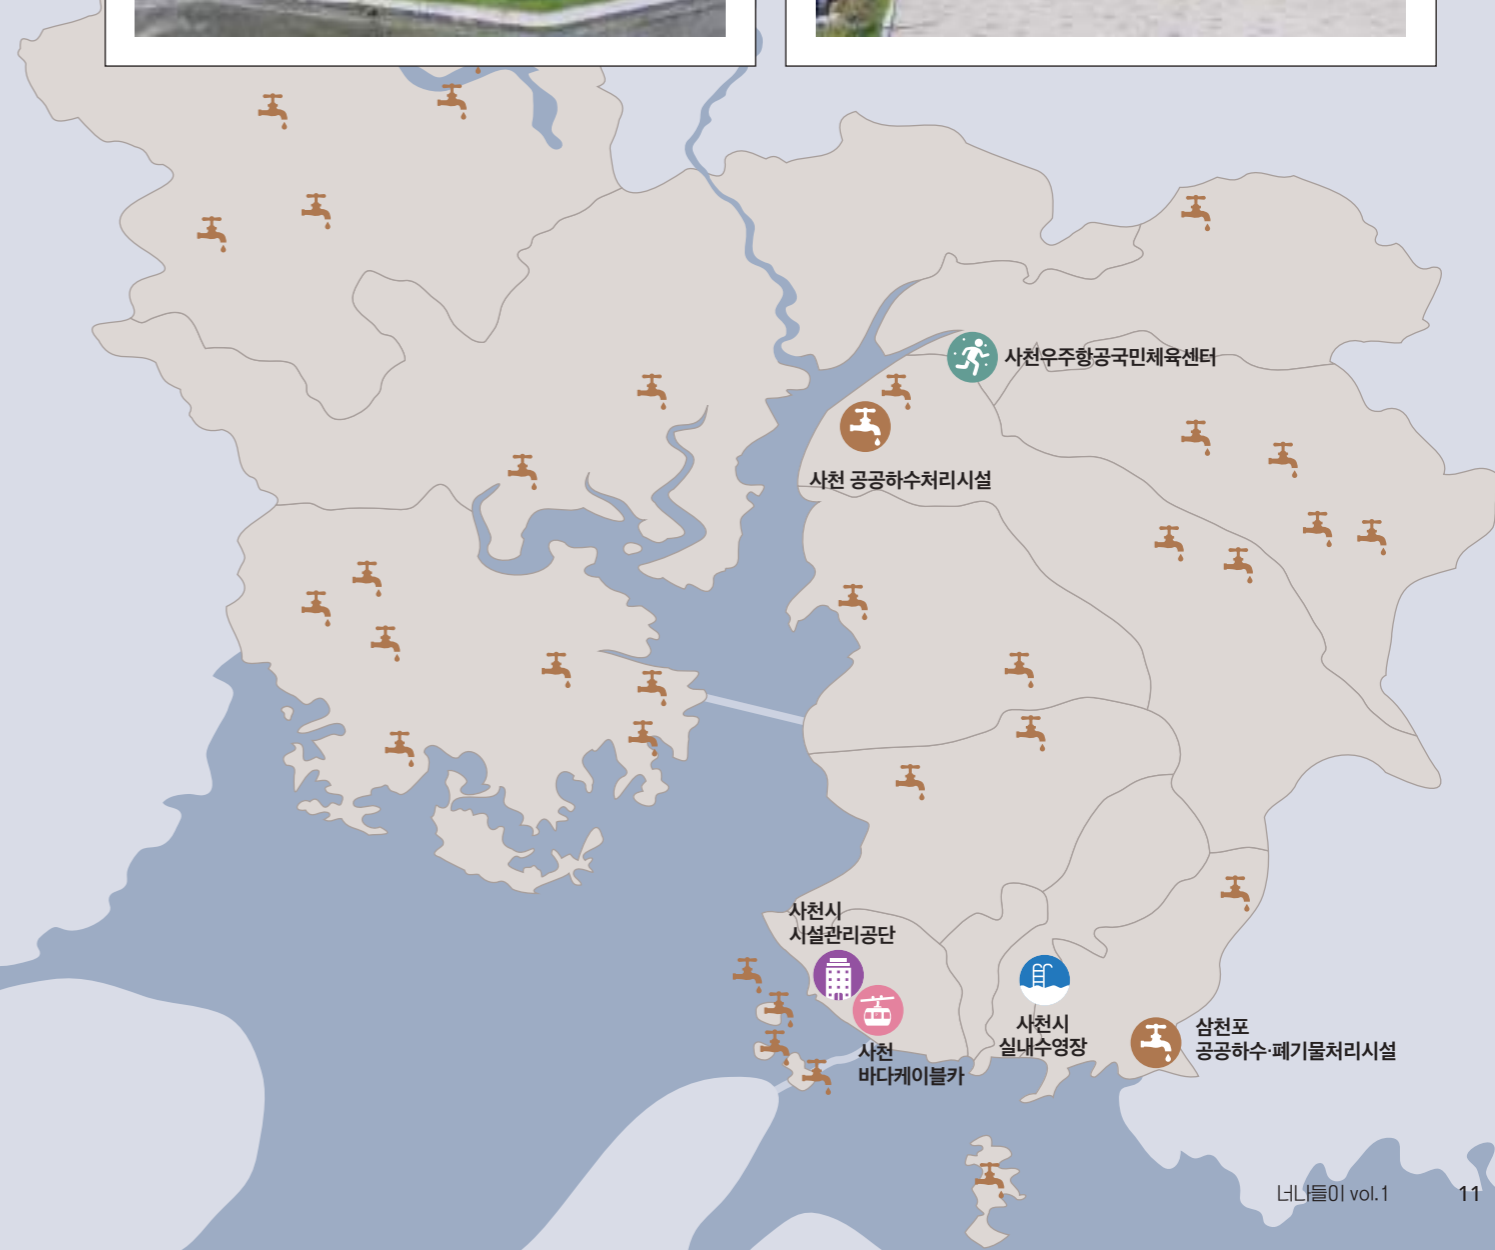 사천우주항공국민체육센터
사천 공공하수처리시설
사천시
시설관리공단
사천
바다케이블카
사천시
실내수영장
삼천포
공공하수·폐기물처리시설
너나들이 vol.1
11